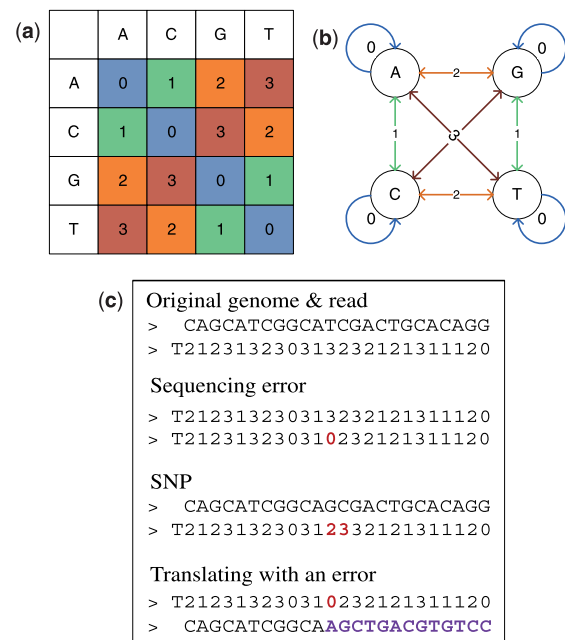 (a)
A C G T
A 0 1 2 3
C 1 0 3 2
G 2 3 0 1
T 3 2 1 0
(b)
0 0
A 2 G
1 3 1
C 2 T
0 0
(c)
Original genome & read
> CAGCATCGGCATCGACTGCACAGG
> T212313230313232121311120
Sequencing error
> T212313230313232121311120
> T212313230310232121311120
SNP
> CAGCATCGGCAGCGACTGCACAGG
> T212313230312332121311120
Translating with an error
> T212313230310232121311120
> CAGCATCGGCAAGCTGACGTGTCC